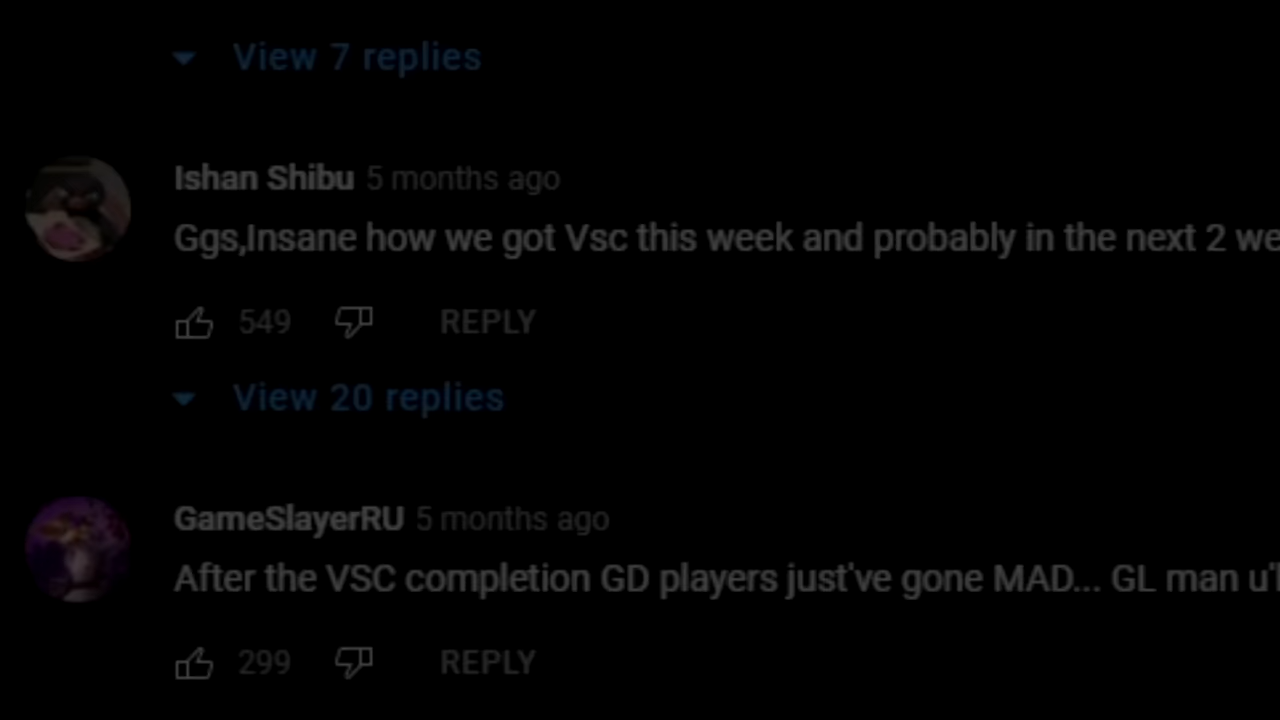 View 7 replies
Ishan Shibu 5 months ago
Ggs,Insane how we got Vsc this week and probably in the next 2 we
549 REPLY
View 20 replies
GameSlayerRU 5 months ago
After the VSC completion GD players just've gone MAD... GL man u'l
299 REPLY